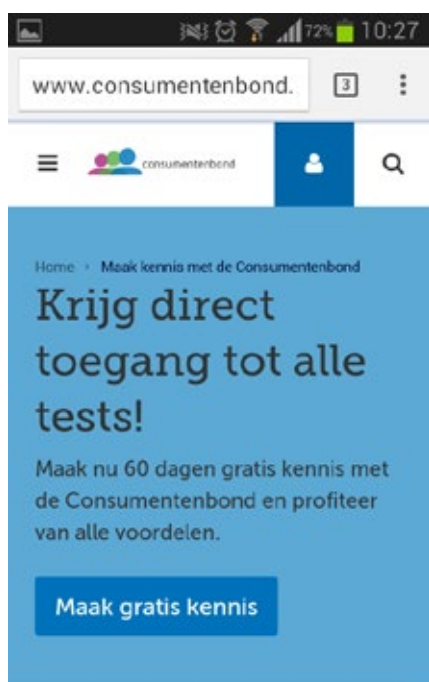 72% 10:27
www.consumentenbond. 3
consumentenbond
Home › Maak kennis met de Consumentenbond
Krijg direct
toegang tot alle
tests!
Maak nu 60 dagen gratis kennis met
de Consumentenbond en profiteer
van alle voordelen.
Maak gratis kennis